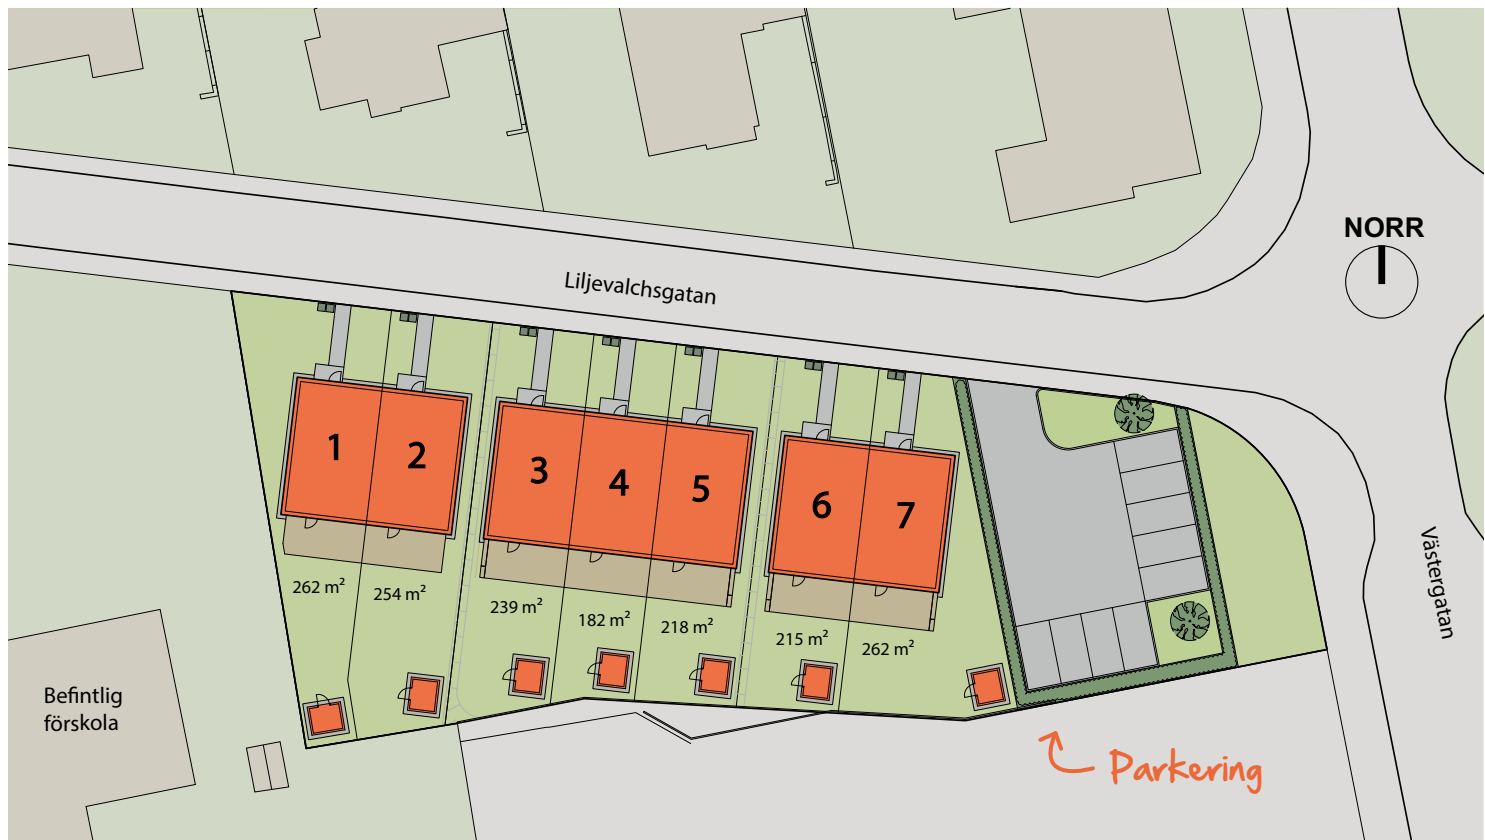 NORR
Liljevalchsgatan
1
2
3
4
5
6
7
262 m²
254 m²
239 m²
182 m²
218 m²
215 m²
262 m²
Västergatan
Befintlig
förskola
Parkering